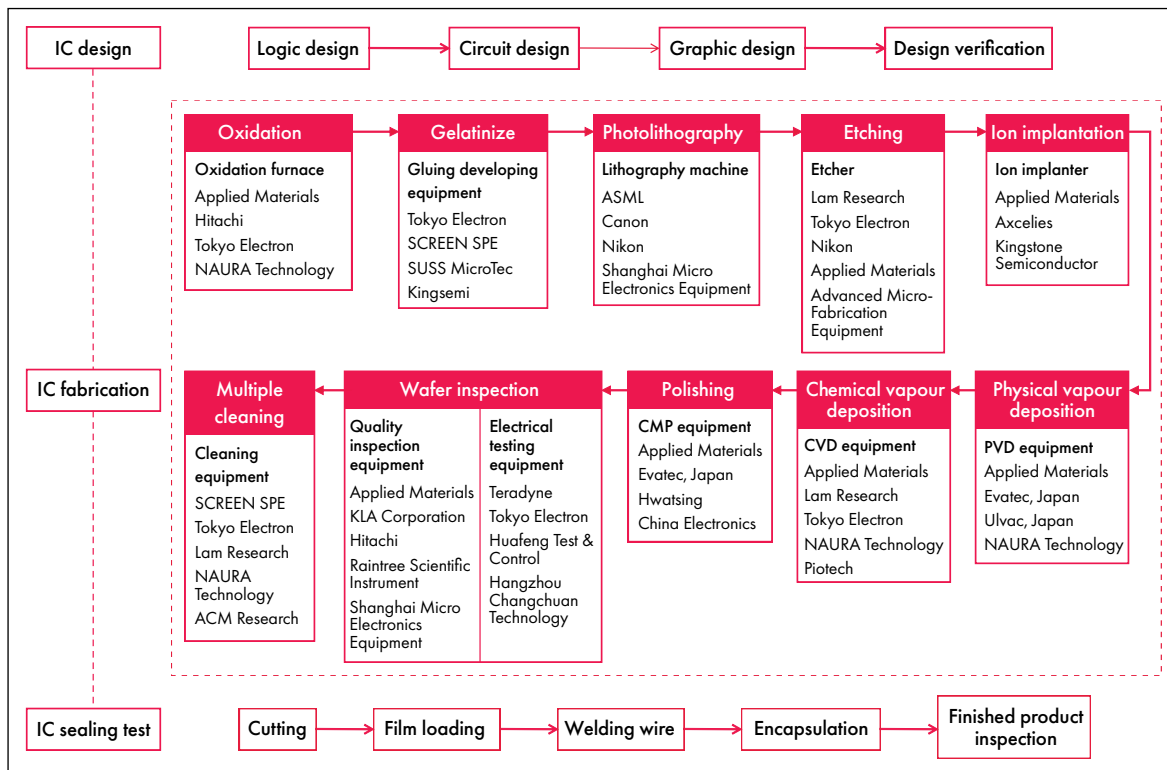 IC design
Logic design
Circuit design
Graphic design
Design verification
Oxidation
Oxidation furnace
Applied Materials
Hitachi
Tokyo Electron
NAURA Technology
Gelatinize
Gluing developing
equipment
Tokyo Electron
SCREEN SPE
SUSS MicroTec
Kingsemi
Photolithography
Lithography machine
ASML
Canon
Nikon
Shanghai Micro
Electronics Equipment
Etching
Etcher
Lam Research
Tokyo Electron
Nikon
Applied Materials
Advanced Micro-
Fabrication
Equipment
Ion implantation
Ion implanter
Applied Materials
Axcelies
Kingstone
Semiconductor
IC fabrication
Multiple
cleaning
Cleaning
equipment
SCREEN SPE
Tokyo Electron
Lam Research
NAURA
Technology
ACM Research
Wafer inspection
Quality
inspection
equipment
Applied Materials
KLA Corporation
Hitachi
Raintree Scientific
Instrument
Shanghai Micro
Electronics
Equipment
Electrical
testing
equipment
Teradyne
Tokyo Electron
Huafeng Test &
Control
Hangzhou
Changchuan
Technology
Polishing
CMP equipment
Applied Materials
Evatec, Japan
Hwatsing
China Electronics
Chemical vapour
deposition
CVD equipment
Applied Materials
Lam Research
Tokyo Electron
NAURA Technology
Piotech
Physical vapour
deposition
PVD equipment
Applied Materials
Evatec, Japan
Ulvac, Japan
NAURA Technology
IC sealing test
Cutting
Film loading
Welding wire
Encapsulation
Finished product
inspection